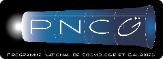 PNCG
PROGRAMME NATIONAL DE COSMOLOGIE ET GALAXIES